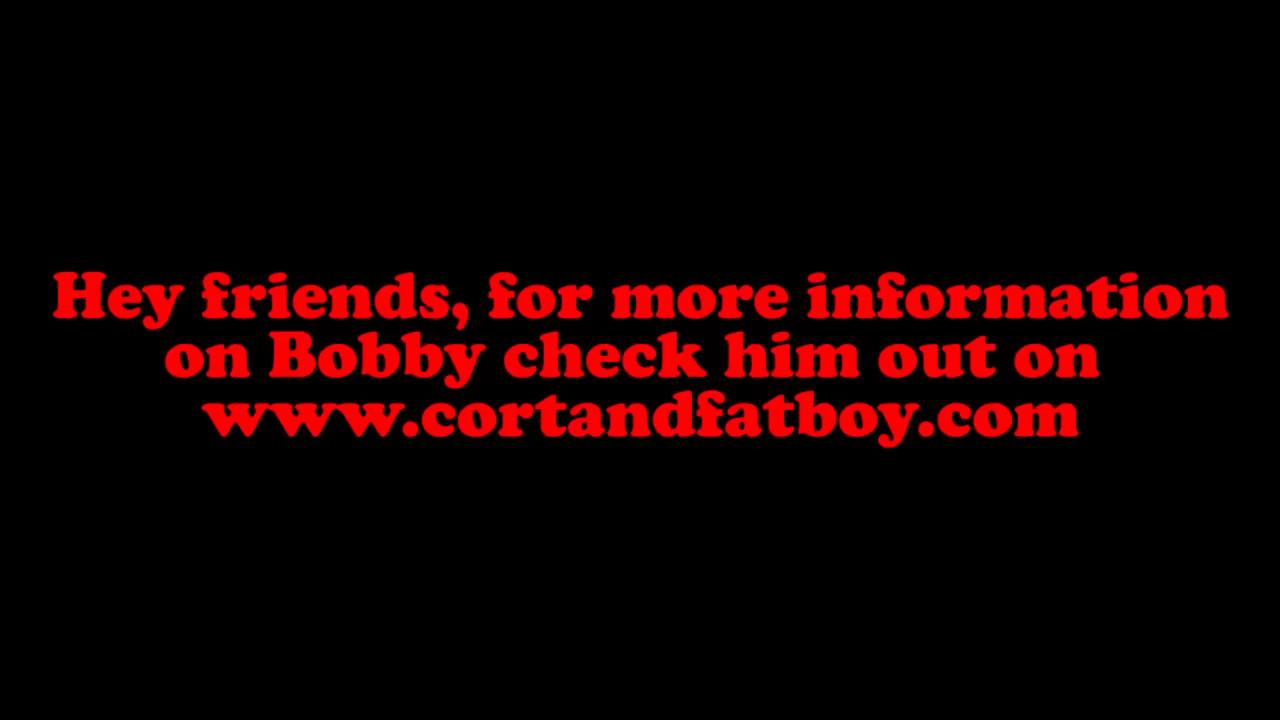 Hey friends, for more information
on Bobby check him out on
www.cortandfatboy.com